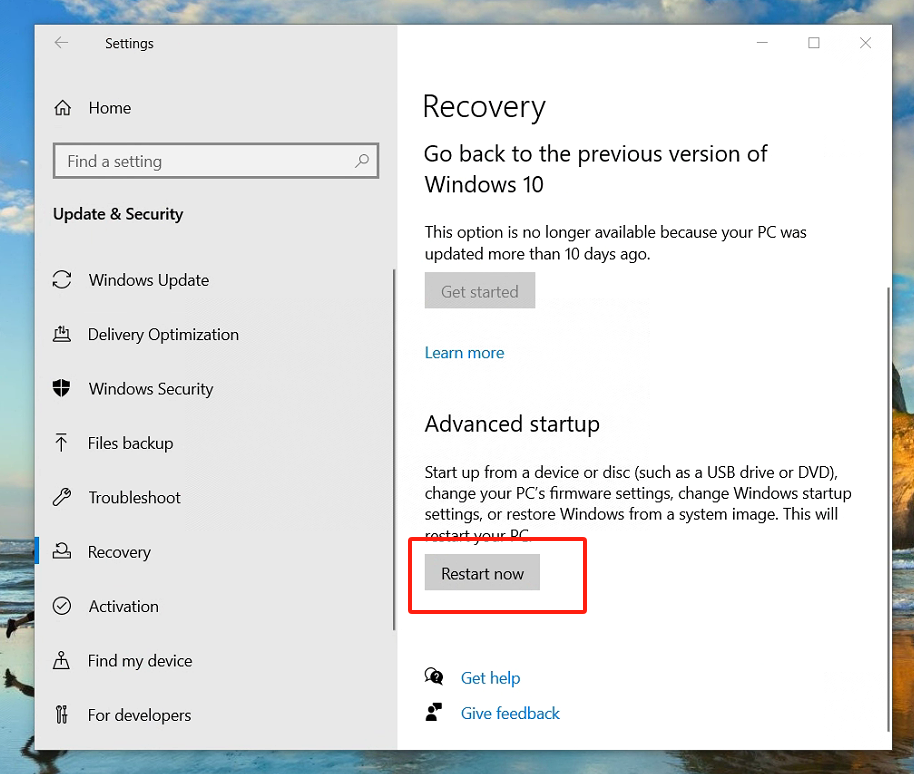 Settings
Home
Find a setting
Update & Security
Windows Update
Delivery Optimization
Windows Security
Files backup
Troubleshoot
Recovery
Activation
Find my device
For developers
Recovery
Go back to the previous version of
Windows 10
This option is no longer available because your PC was
updated more than 10 days ago.
Get started
Learn more
Advanced startup
Start up from a device or disc (such as a USB drive or DVD),
change your PC's firmware settings, change Windows startup
settings, or restore Windows from a system image. This will
restart your PC.
Restart now
Get help
Give feedback